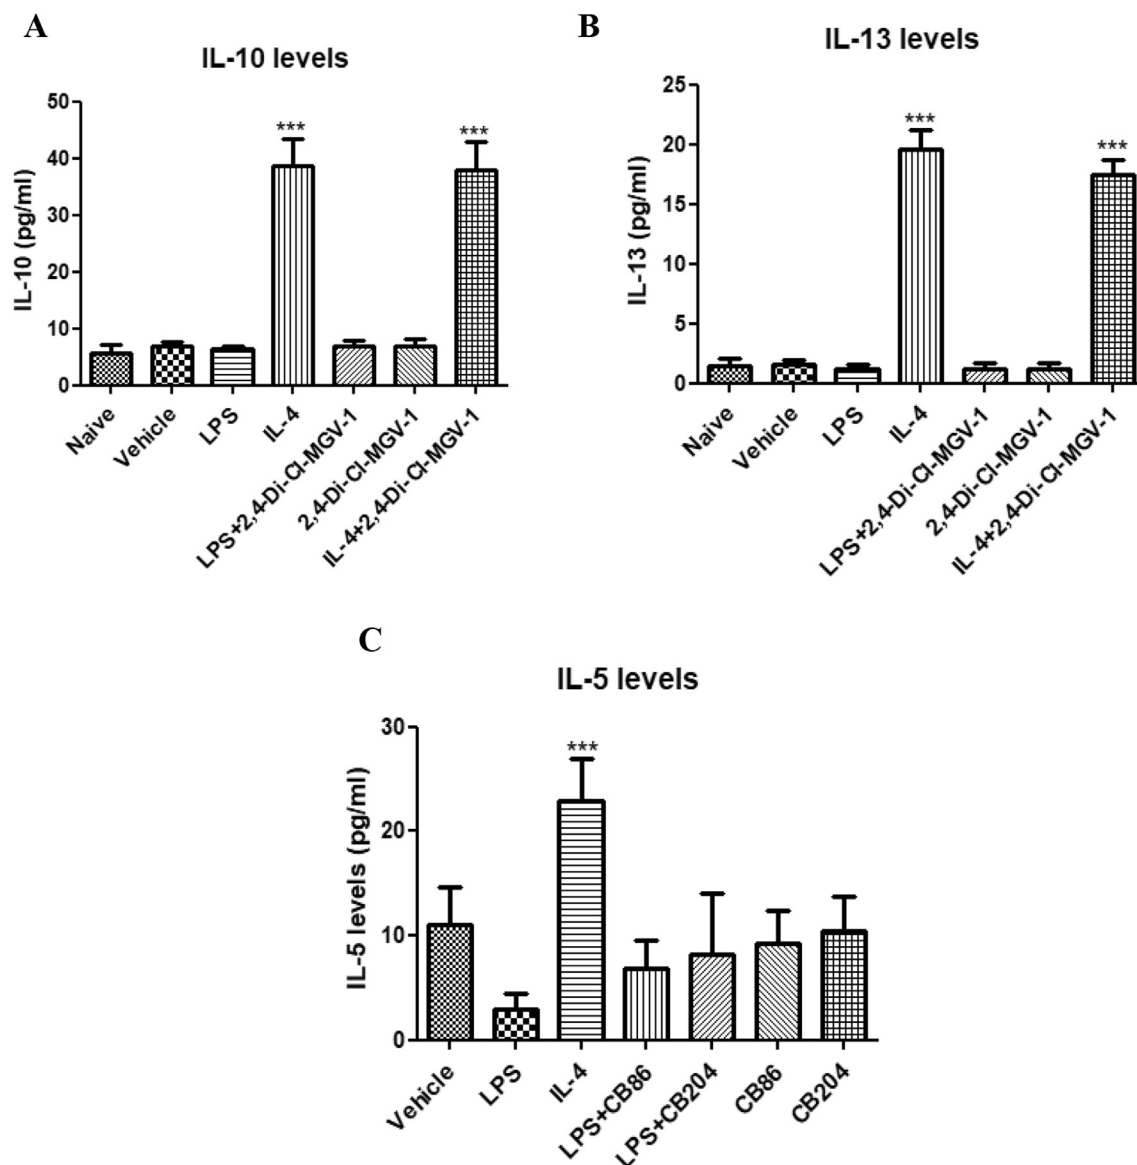 A
IL-10 levels
IL-10 (pg/ml)
50
40
30
20
10
0
***
***
Naive
Vehicle
LPS
IL-4
LPS+2,4-Di-Cl-MGV-1
2,4-Di-Cl-MGV-1
IL-4+2,4-Di-Cl-MGV-1
B
IL-13 levels
IL-13 (pg/ml)
25
20
15
10
5
0
***
***
Naive
Vehicle
LPS
IL-4
LPS+2,4-Di-Cl-MGV-1
2,4-Di-Cl-MGV-1
IL-4+2,4-Di-Cl-MGV-1
C
IL-5 levels
IL-5 levels (pg/ml)
30
20
10
0
***
Vehicle
LPS
IL-4
LPS+CB86
LPS+CB204
CB86
CB204